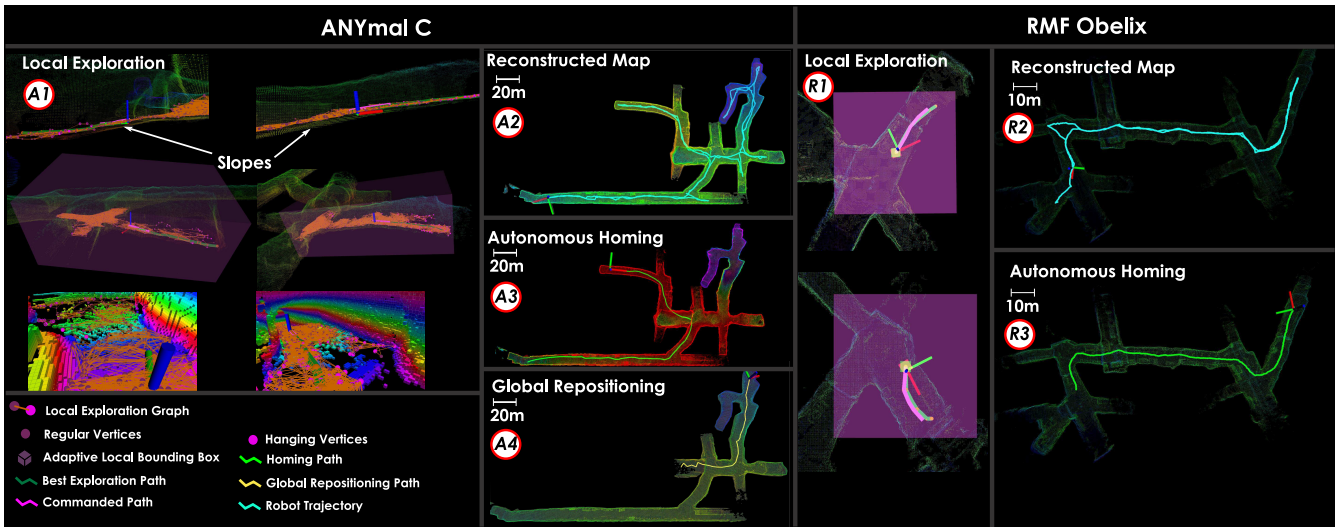 ANYmal C
RMF Obelix
Local Exploration
A1
Slopes
Reconstructed Map
20m
A2
Autonomous Homing
20m
A3
Global Repositioning
20m
A4
Local Exploration
R1
Reconstructed Map
10m
R2
Autonomous Homing
10m
R3
Local Exploration Graph
Regular Vertices
Adaptive Local Bounding Box
Best Exploration Path
Commanded Path
Hanging Vertices
Homing Path
Global Repositioning Path
Robot Trajectory